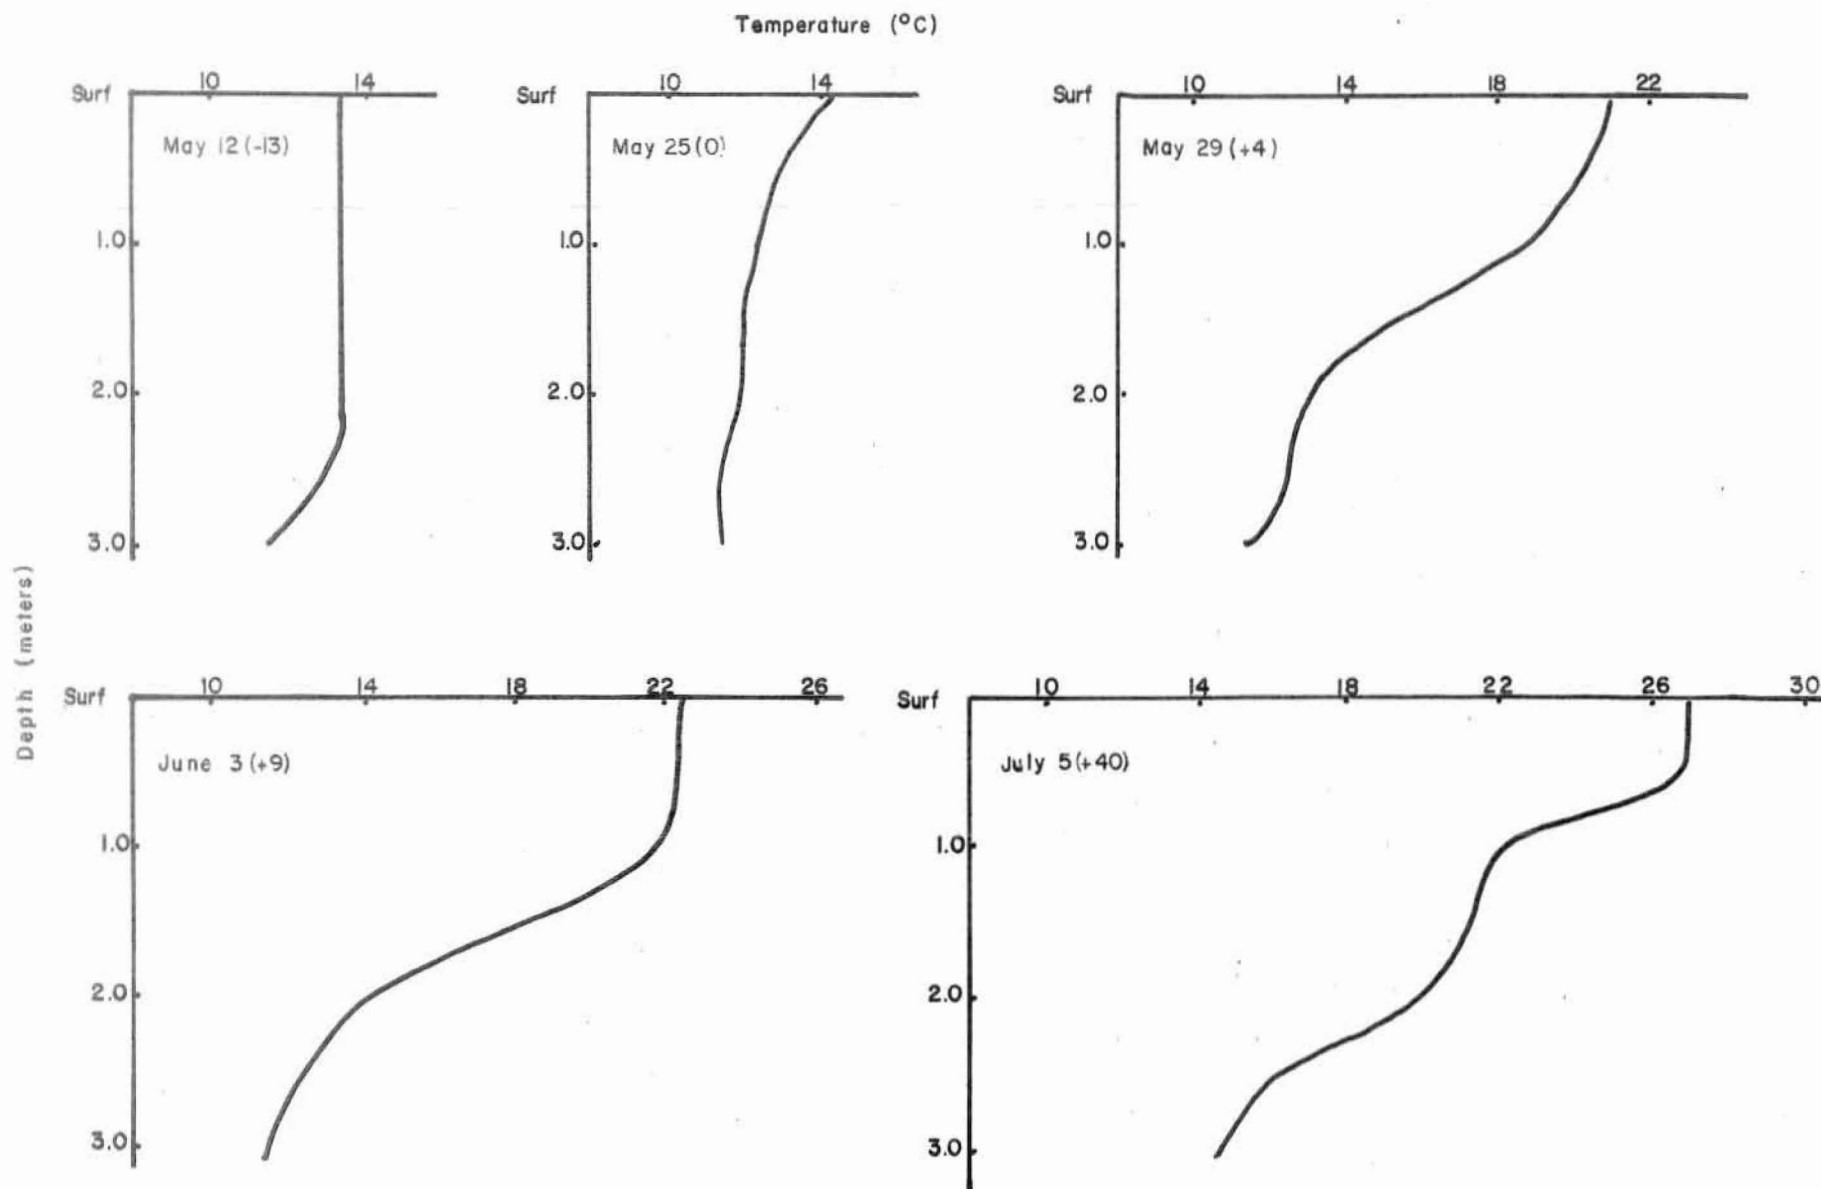 Temperature (°C)
10 14
Surf
May 12 (-13)
1.0
2.0
3.0
10 14
Surf
May 25 (0)
1.0
2.0
3.0
10 14 18 22
Surf
May 29 (+4)
1.0
2.0
3.0
Depth (meters)
10 14 18 22 26
Surf
June 3 (+9)
1.0
2.0
3.0
10 14 18 22 26 30
Surf
July 5 (+40)
1.0
2.0
3.0